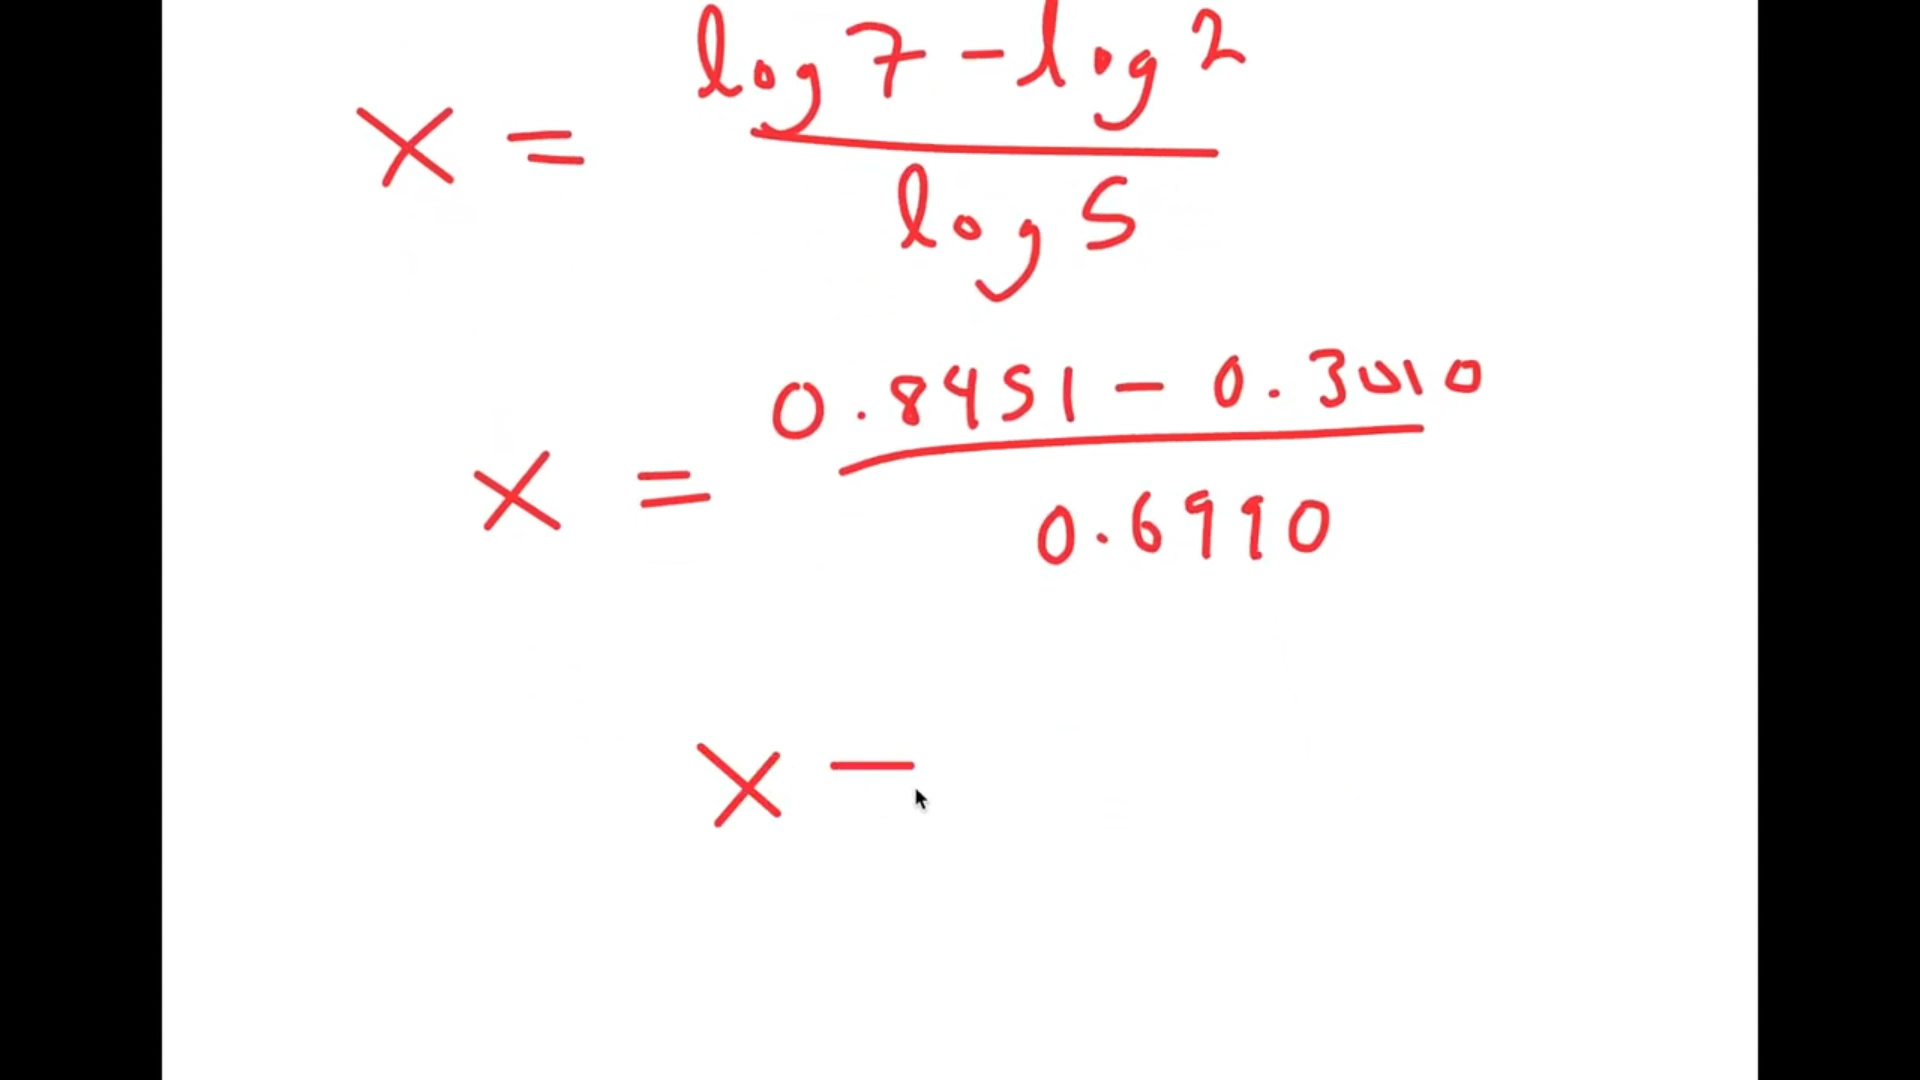 log 7 - log 2
x =
log 5
0.8451 - 0.3010
x =
0.6990
x -